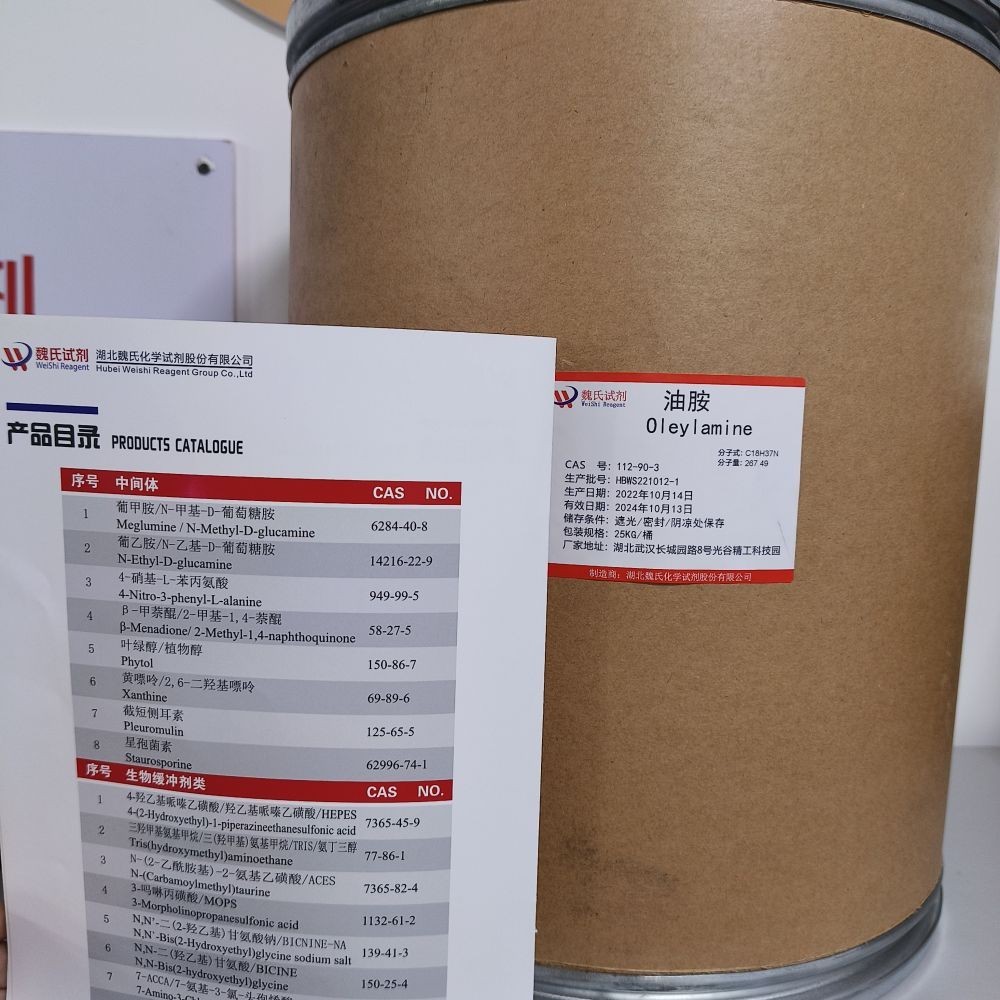 剂
魏氏试剂 湖北魏氏化学试剂股份有限公司
WeiShi Reagent Hubei Weishi Reagent Group Co.,Ltd
产品目录 PRODUCTS CATALOGUE
序号 中间体 CAS NO.
1 葡甲胺/N-甲基-D-葡萄糖胺
Meglumine / N-Methyl-D-glucamine 6284-40-8
2 葡乙胺/N-乙基-D-葡萄糖胺
N-Ethyl-D-glucamine 14216-22-9
3 4-硝基-L-苯丙氨酸
4-Nitro-3-phenyl-L-alanine 949-99-5
4 β-甲萘醌/2-甲基-1,4-萘醌
β-Menadione/ 2-Methyl-1,4-naphthoquinone 58-27-5
5 叶绿醇/植物醇
Phytol 150-86-7
6 黄嘌呤/2,6-二羟基嘌呤
Xanthine 69-89-6
7 截短侧耳素
Pleuromulin 125-65-5
8 星孢菌素
Staurosporine 62996-74-1
序号 生物缓冲剂类 CAS NO.
1 4-羟乙基哌嗪乙磺酸/羟乙基哌嗪乙磺酸/HEPES
4-(2-Hydroxyethyl)-1-piperazineethanesulfonic acid 7365-45-9
2 三羟甲基氨基甲烷/三(羟甲基)氨基甲烷/TRIS/氨丁三醇
Tris(hydroxymethyl)aminoethane 77-86-1
3 N-(2-乙酰胺基)-2-氨基乙磺酸/ACES
N-(Carbamoylmethyl)taurine 7365-82-4
4 3-吗啉丙磺酸/MOPS
3-Morpholinopropanesulfonic acid 1132-61-2
5 N,N'-二(2-羟乙基)甘氨酸钠/BICNINE-NA
N,N'-Bis(2-Hydroxyethyl)glycine sodium salt 139-41-3
6 N,N-二(羟乙基)甘氨酸/BICINE
N,N-Bis(2-hydroxyethyl)glycine 150-25-4
7 7-ACCA/7-氨基-3-氯-头孢烯酸
魏氏试剂
WeiShi Reagent
油胺
Oleylamine
分子式: C18H37N
分子量: 267.49
CAS 号: 112-90-3
生产批号: HBWS221012-1
生产日期: 2022年10月14日
有效日期: 2024年10月13日
储存条件: 遮光/密封/阴凉处保存
包装规格: 25KG/桶
厂家地址: 湖北武汉长城园路8号光谷精工科技园
制造商: 湖北魏氏化学试剂股份有限公司